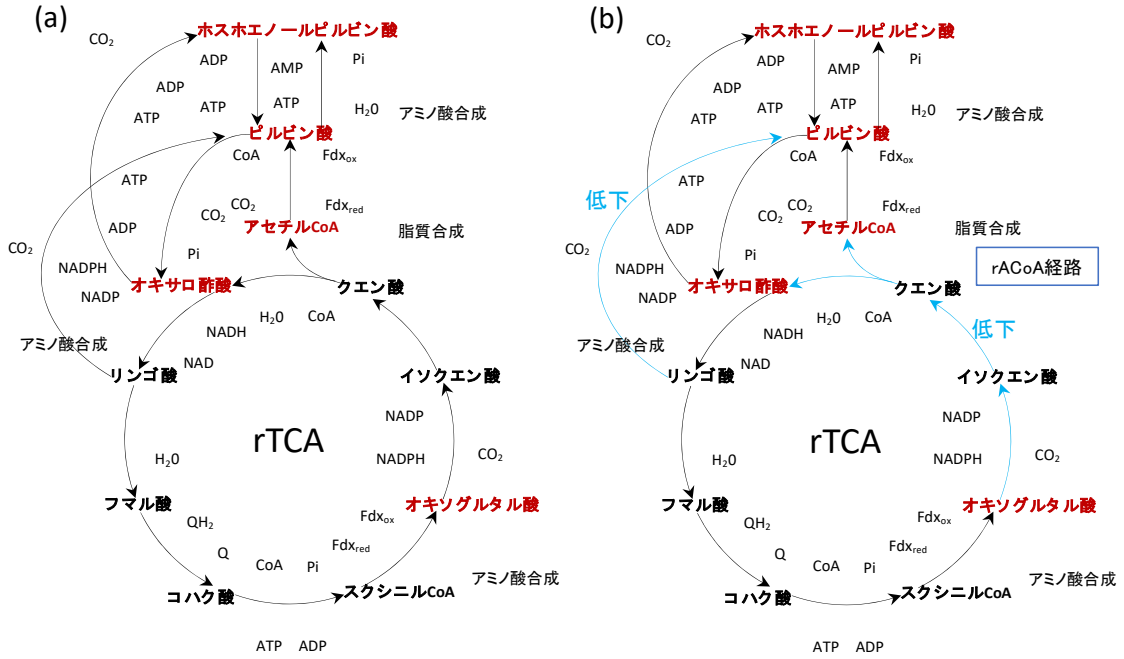 (a)
ホスホエノールピルビン酸
CO2
ADP
AMP
Pi
ADP
ATP
ATP
ATP
H20
アミノ酸合成
ピルビン酸
CoA
Fdxox
ATP
CO2
CO2
Fdxred
アセチルCoA
ADP
脂質合成
CO2
Pi
NADPH
オキサロ酢酸
クエン酸
NADP
H20
CoA
NADH
アミノ酸合成
NAD
リンゴ酸
イソクエン酸
NADP
rTCA
H20
NADPH
CO2
フマル酸
オキソグルタル酸
QH2
Fdxox
Q
Fdxred
CoA
Pi
アミノ酸合成
コハク酸
スクシニルCoA
ATP
ADP
(b)
ホスホエノールピルビン酸
CO2
ADP
AMP
Pi
ADP
ATP
ATP
ATP
H20
アミノ酸合成
ピルビン酸
CoA
Fdxox
ATP
低下
CO2
CO2
Fdxred
アセチルCoA
ADP
脂質合成
CO2
Pi
rACoA経路
NADPH
オキサロ酢酸
クエン酸
NADP
H20
CoA
NADH
低下
アミノ酸合成
NAD
リンゴ酸
イソクエン酸
NADP
rTCA
H20
NADPH
CO2
フマル酸
オキソグルタル酸
QH2
Fdxox
Q
Fdxred
CoA
Pi
アミノ酸合成
コハク酸
スクシニルCoA
ATP
ADP